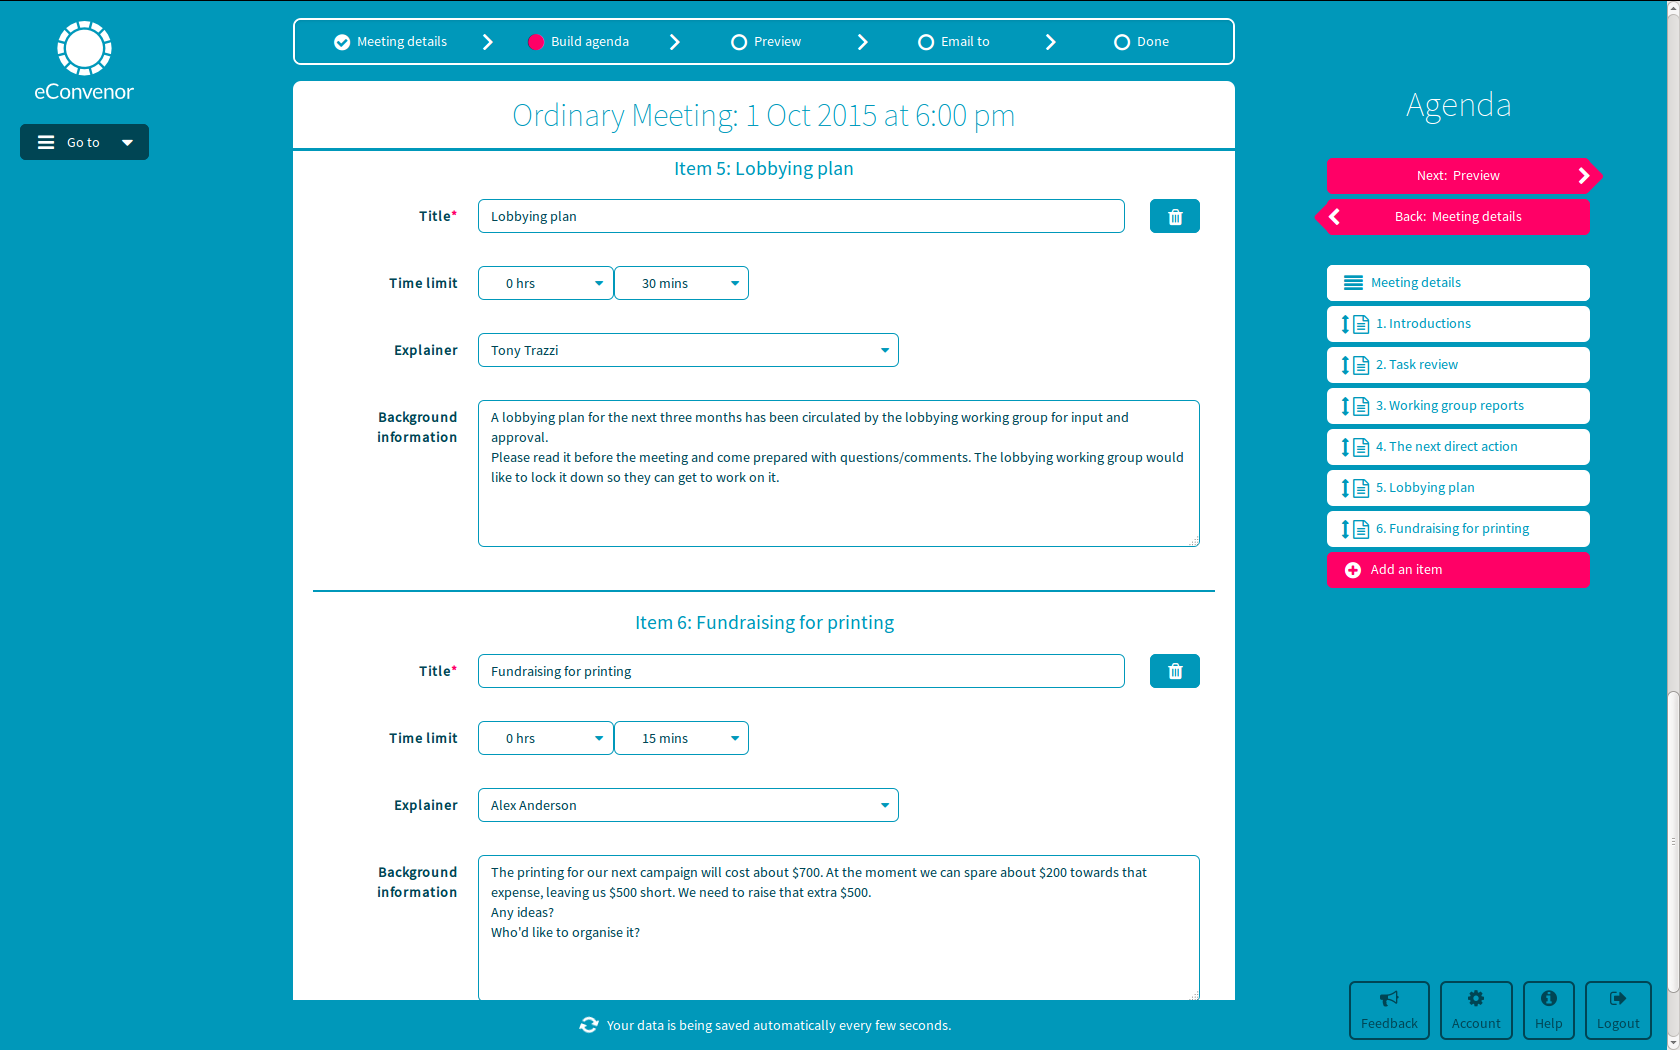 eConvenor
Go to
Meeting details
Build agenda
Preview
Email to
Done
Ordinary Meeting: 1 Oct 2015 at 6:00 pm
Item 5: Lobbying plan
Title*
Lobbying plan
Time limit
0 hrs
30 mins
Explainer
Tony Trazzi
Background
information
A lobbying plan for the next three months has been circulated by the lobbying working group for input and
approval.
Please read it before the meeting and come prepared with questions/comments. The lobbying working group would
like to lock it down so they can get to work on it.
Item 6: Fundraising for printing
Title*
Fundraising for printing
Time limit
0 hrs
15 mins
Explainer
Alex Anderson
Background
information
The printing for our next campaign will cost about $700. At the moment we can spare about $200 towards that
expense, leaving us $500 short. We need to raise that extra $500.
Any ideas?
Who'd like to organise it?
Your data is being saved automatically every few seconds.
Agenda
Next: Preview
Back: Meeting details
Meeting details
1. Introductions
2. Task review
3. Working group reports
4. The next direct action
5. Lobbying plan
6. Fundraising for printing
Add an item
Feedback
Account
Help
Logout